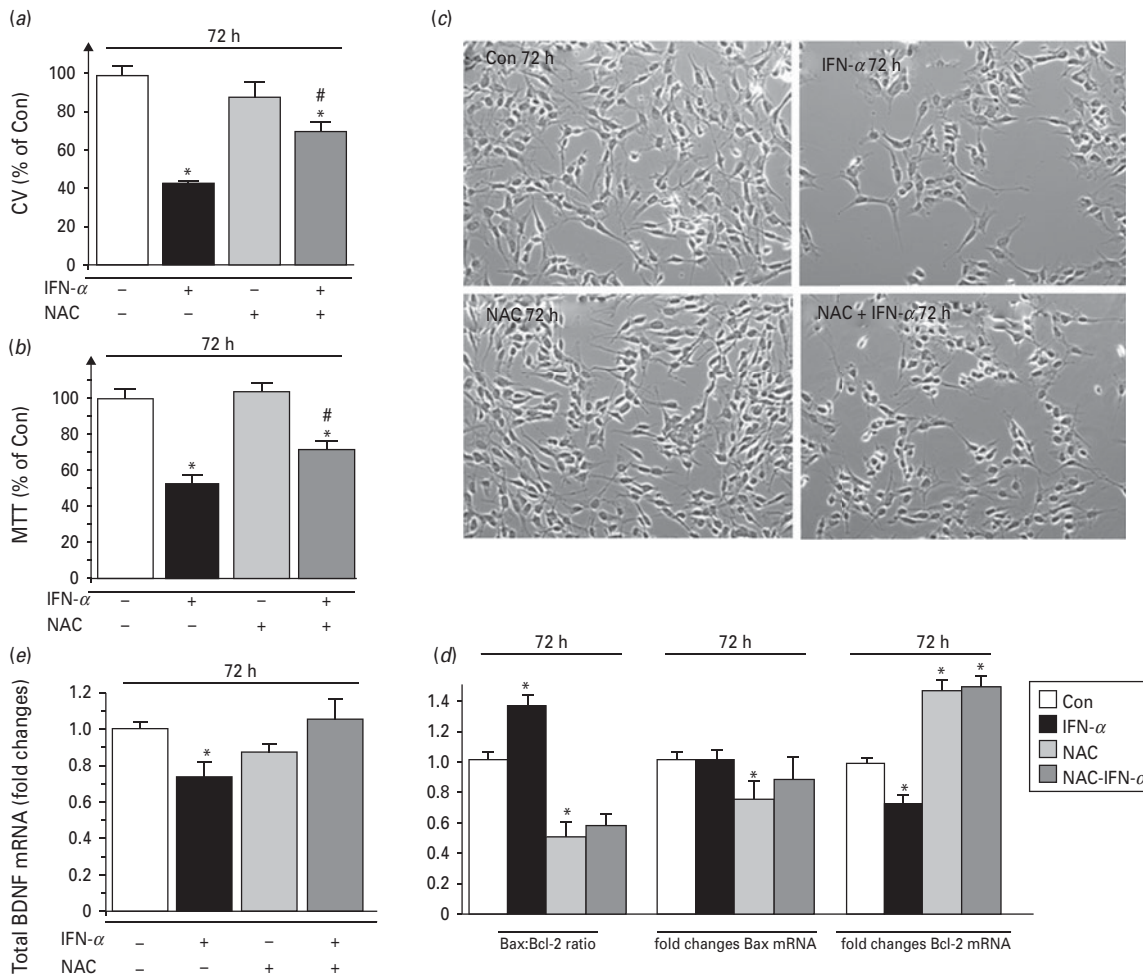 (a)
72 h
CV (% of Con)
100
80
60
40
20
0
*
#
*
IFN-α – + – +
NAC – – + +
(b)
72 h
MTT (% of Con)
100
80
60
40
20
0
*
#
*
IFN-α – + – +
NAC – – + +
(c)
Con 72 h
IFN-α 72 h
NAC 72 h
NAC + IFN-α 72 h
(e)
72 h
Total BDNF mRNA (fold changes)
1.2
1.0
0.8
0.6
0.4
0.2
0
*
IFN-α – + – +
NAC – – + +
(d)
72 h 72 h 72 h
1.4
1.2
1.0
0.8
0.6
0.4
0.2
0
* *
*
* * *
Bax:Bcl-2 ratio
fold changes Bax mRNA
fold changes Bcl-2 mRNA
Con
IFN-α
NAC
NAC-IFN-α